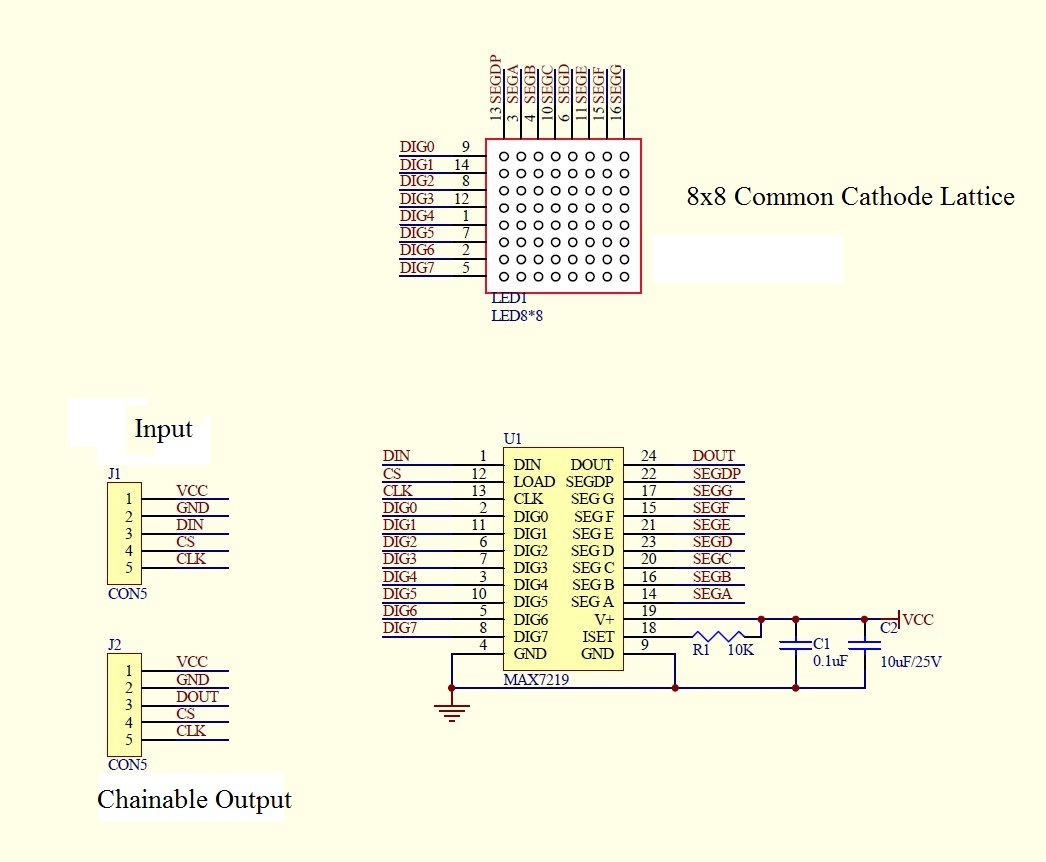 13 SEGDP
3 SEGA
4 SEGB
10 SEGC
6 SEGD
11 SEGE
15 SEGF
16 SEGG
DIG0 9
DIG1 14
DIG2 8
DIG3 12
DIG4 1
DIG5 7
DIG6 2
DIG7 5
8x8 Common Cathode Lattice
LED1
LED8*8
Input
J1
1 VCC
2 GND
3 DIN
4 CS
5 CLK
CON5
J2
1 VCC
2 GND
3 DOUT
4 CS
5 CLK
CON5
Chainable Output
U1
DIN 1 DIN DOUT 24 DOUT
CS 12 LOAD SEGDP 22 SEGDP
CLK 13 CLK SEG G 17 SEGG
DIG0 2 DIG0 SEG F 15 SEGF
DIG1 11 DIG1 SEG E 21 SEGE
DIG2 6 DIG2 SEG D 23 SEGD
DIG3 7 DIG3 SEG C 20 SEGC
DIG4 3 DIG4 SEG B 16 SEGB
DIG5 10 DIG5 SEG A 14 SEGA
DIG6 5 DIG6 V+ 19
DIG7 8 DIG7 ISET 18
4 GND GND 9
MAX7219
R1 10K
C1
0.1uF
C2
10uF/25V
VCC